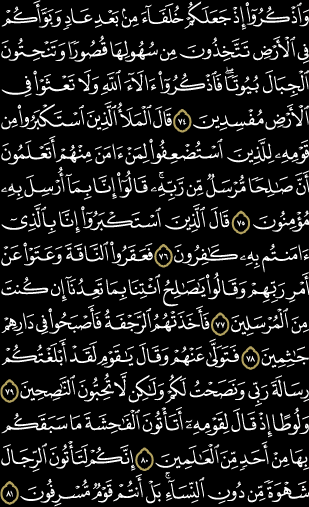 وَٱذْكُرُوٓا۟ إِذْ جَعَلَكُمْ خُلَفَآءَ مِنۢ بَعْدِ عَادٍ وَبَوَّأَكُمْ
فِى ٱلْأَرْضِ تَتَّخِذُونَ مِن سُهُولِهَا قُصُورًا وَتَنْحِتُونَ
ٱلْجِبَالَ بُيُوتًا ۖ فَٱذْكُرُوٓا۟ ءَالَآءَ ٱللَّهِ وَلَا تَعْثَوْا۟ فِى
ٱلْأَرْضِ مُفْسِدِينَ ٧٤ قَالَ ٱلْمَلَأُ ٱلَّذِينَ ٱسْتَكْبَرُوا۟ مِن
قَوْمِهِۦ لِلَّذِينَ ٱسْتُضْعِفُوا۟ لِمَنْ ءَامَنَ مِنْهُمْ أَتَعْلَمُونَ
أَنَّ صَٰلِحًا مُّرْسَلٌ مِّن رَّبِّهِۦ ۚ قَالُوٓا۟ إِنَّا بِمَآ أُرْسِلَ بِهِۦ
مُؤْمِنُونَ ٧٥ قَالَ ٱلَّذِينَ ٱسْتَكْبَرُوٓا۟ إِنَّا بِٱلَّذِىٓ
ءَامَنتُم بِهِۦ كَٰفِرُونَ ٧٦ فَعَقَرُوا۟ ٱلنَّاقَةَ وَعَتَوْا۟ عَنْ
أَمْرِ رَبِّهِمْ وَقَالُوا۟ يَٰصَٰلِحُ ٱئْتِنَا بِمَا تَعِدُنَآ إِن كُنتَ
مِنَ ٱلْمُرْسَلِينَ ٧٧ فَأَخَذَتْهُمُ ٱلرَّجْفَةُ فَأَصْبَحُوا۟ فِى دَارِهِمْ
جَٰثِمِينَ ٧٨ فَتَوَلَّىٰ عَنْهُمْ وَقَالَ يَٰقَوْمِ لَقَدْ أَبْلَغْتُكُمْ
رِسَالَةَ رَبِّى وَنَصَحْتُ لَكُمْ وَلَٰكِن لَّا تُحِبُّونَ ٱلنَّٰصِحِينَ ٧٩
وَلُوطًا إِذْ قَالَ لِقَوْمِهِۦٓ أَتَأْتُونَ ٱلْفَٰحِشَةَ مَا سَبَقَكُم
بِهَا مِنْ أَحَدٍ مِّنَ ٱلْعَٰلَمِينَ ٨٠ إِنَّكُمْ لَتَأْتُونَ ٱلرِّجَالَ
شَهْوَةً مِّن دُونِ ٱلنِّسَآءِ ۚ بَلْ أَنتُمْ قَوْمٌ مُّسْرِفُونَ ٨١